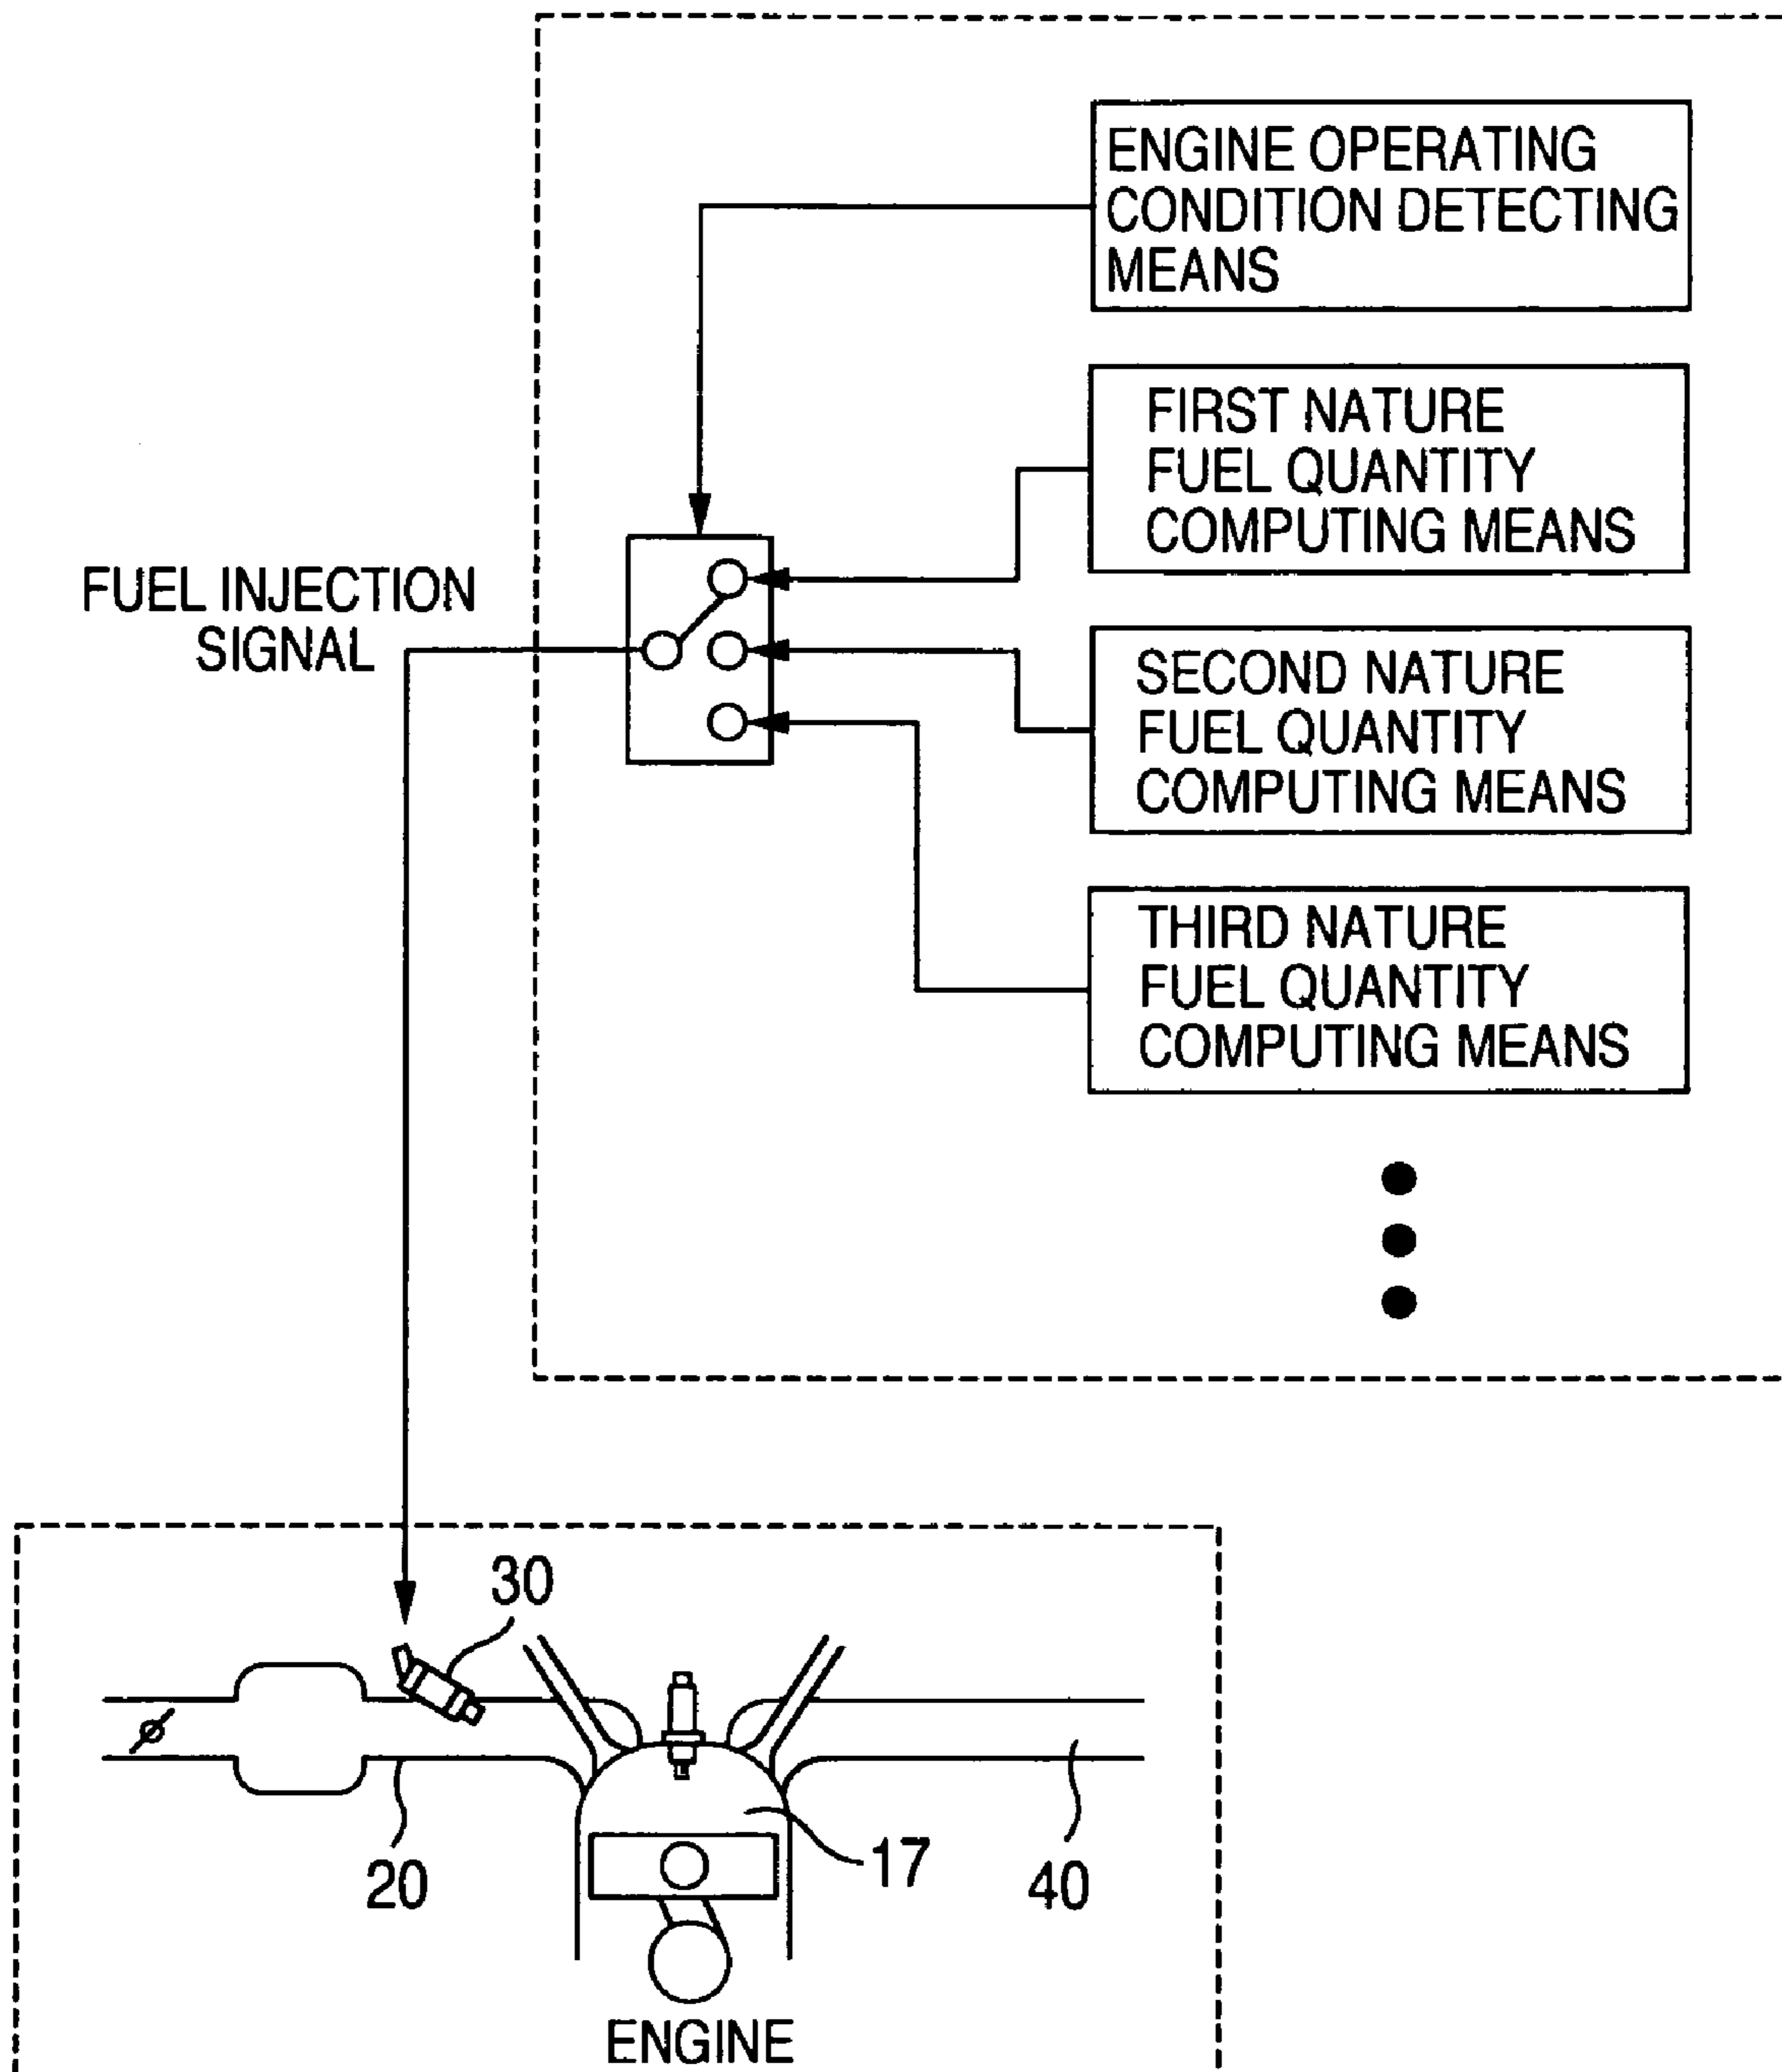 ENGINE OPERATING
CONDITION DETECTING
MEANS
FIRST NATURE
FUEL QUANTITY
COMPUTING MEANS
FUEL INJECTION
SIGNAL
SECOND NATURE
FUEL QUANTITY
COMPUTING MEANS
THIRD NATURE
FUEL QUANTITY
COMPUTING MEANS
30
20
17
40
ENGINE